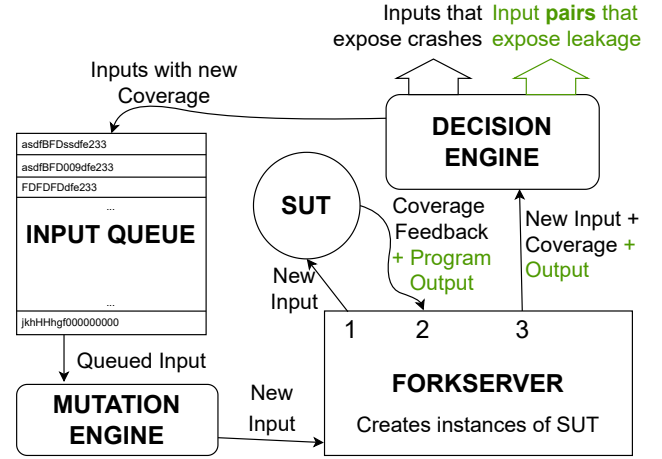 Inputs that
expose crashes
Input pairs that
expose leakage
Inputs with new
Coverage
DECISION
ENGINE
asdfBFDssdfe233
asdfBFD009dfe233
FDFDFDdfe233
...
INPUT QUEUE
...
jkhHHhgf000000000
SUT
Coverage
Feedback
+ Program
Output
New Input +
Coverage +
Output
New
Input
1 2 3
FORKSERVER
Creates instances of SUT
Queued Input
MUTATION
ENGINE
New
Input